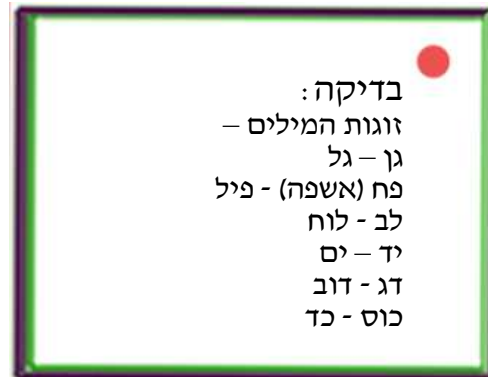 בדיקה:
זוגות המילים –
גן – גל
פח (אשפה) - פיל
לב - לוח
יד – ים
דג - דוב
כוס - כד